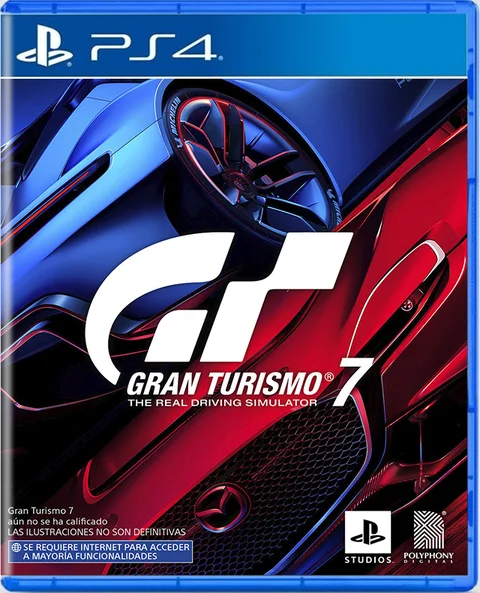 PS4
MICHELIN
GRAN TURISMO® 7
THE REAL DRIVING SIMULATOR
Gran Turismo 7
aún no se ha calificado
LAS ILUSTRACIONES NO SON DEFINITIVAS
SE REQUIERE INTERNET PARA ACCEDER
A MAYORÍA FUNCIONALIDADES
STUDIOS
POLYPHONY
DIGITAL